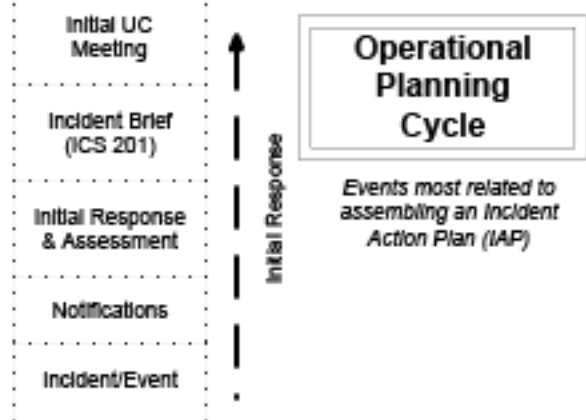 Initial UC
Meeting
Incident Brief
(ICS 201)
Initial Response
& Assessment
Notifications
Incident/Event
Initial Response
Operational
Planning
Cycle
Events most related to
assembling an Incident
Action Plan (IAP)